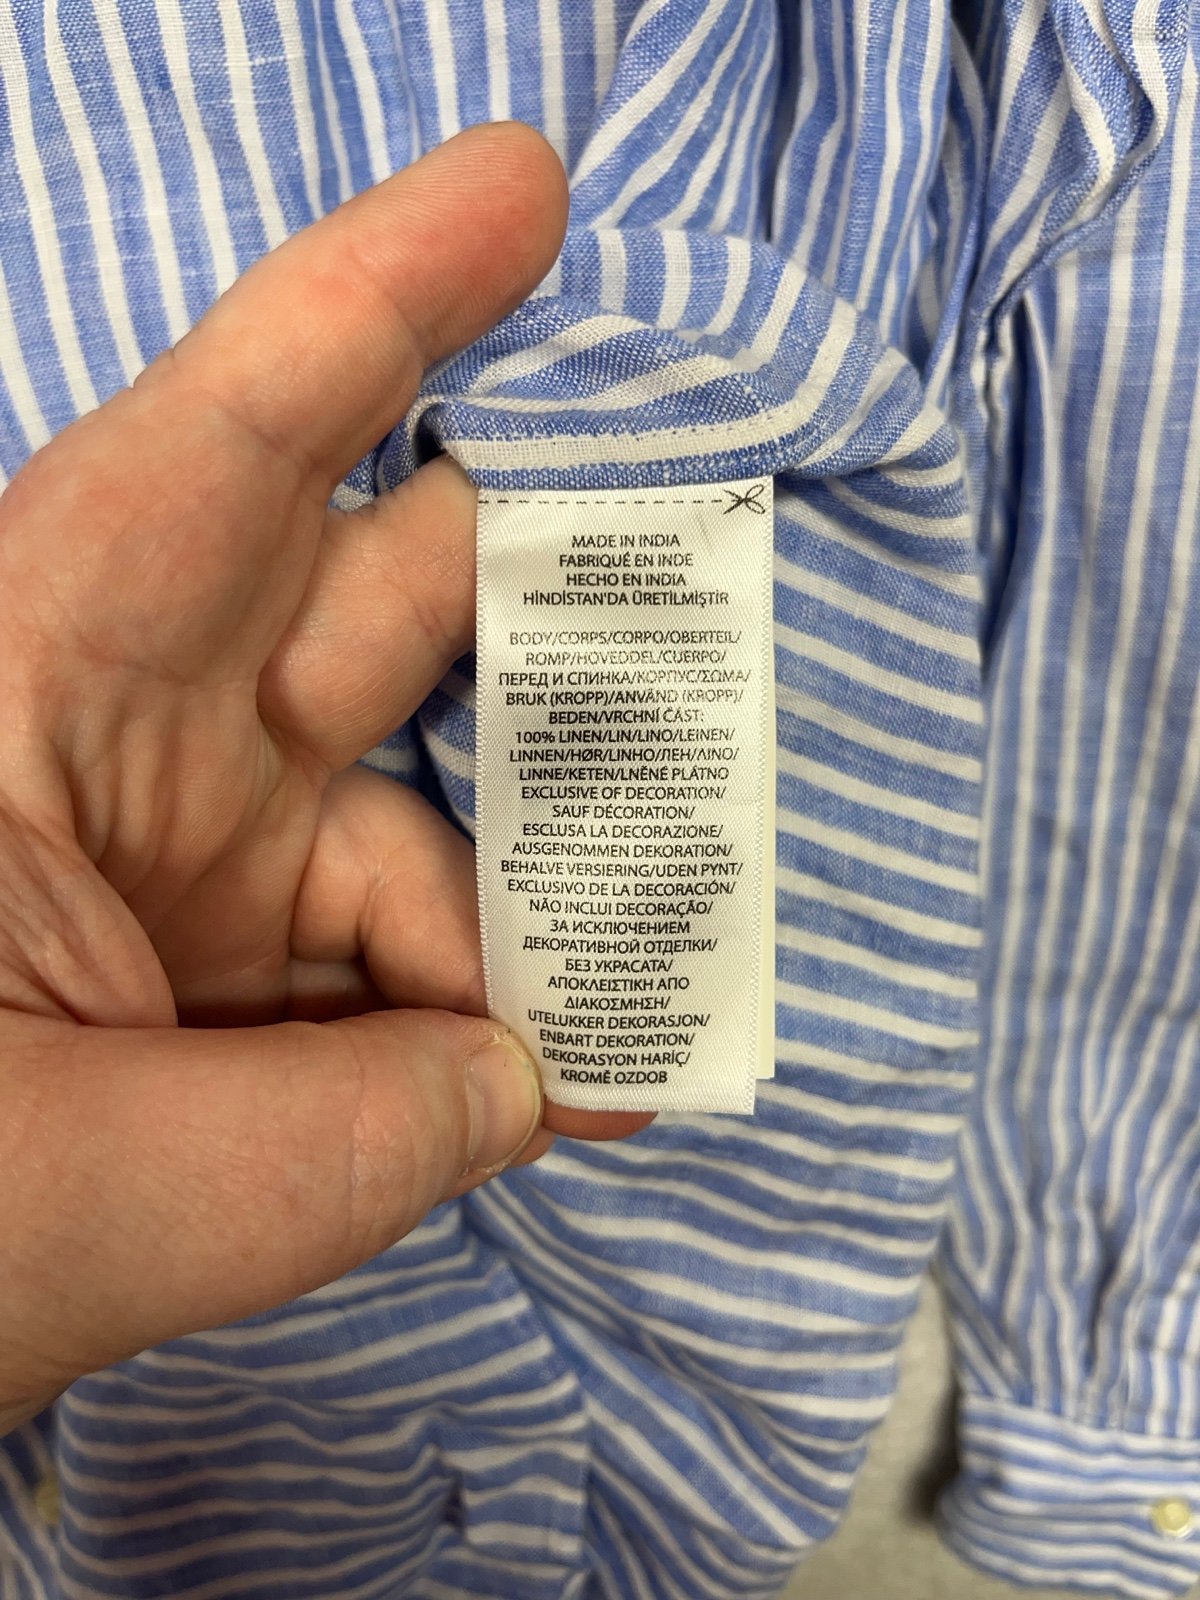 MADE IN INDIA
FABRIQUÉ EN INDE
HECHO EN INDIA
HİNDİSTAN'DA ÜRETİLMİŞTİR
BODY/CORPS/CORPO/OBERTEIL/
ROMP/HOVEDDEL/CUERPO/
ПЕРЕД И СПИНКА/КОРПУС/ΣΩΜΑ/
BRUK (KROPP)/ANVÄND (KROPP)/
BEDEN/VRCHNÍ ČÁST:
100% LINEN/LIN/LINO/LEINEN/
LINNEN/HØR/LINHO/ЛЕН/ΛΙΝΟ/
LINNE/KETEN/LNĚNÉ PLÁTNO
EXCLUSIVE OF DECORATION/
SAUF DÉCORATION/
ESCLUSA LA DECORAZIONE/
AUSGENOMMEN DEKORATION/
BEHALVE VERSIERING/UDEN PYNT/
EXCLUSIVO DE LA DECORACIÓN/
NÃO INCLUI DECORAÇÃO/
ЗА ИСКЛЮЧЕНИЕМ
ДЕКОРАТИВНОЙ ОТДЕЛКИ/
БЕЗ УКРАСАТА/
ΑΠΟΚΛΕΙΣΤΙΚΗ ΑΠΟ
ΔΙΑΚΟΣΜΗΣΗ/
UTELUKKER DEKORASJON/
ENBART DEKORATION/
DEKORASYON HARİÇ/
KROMĚ OZDOB